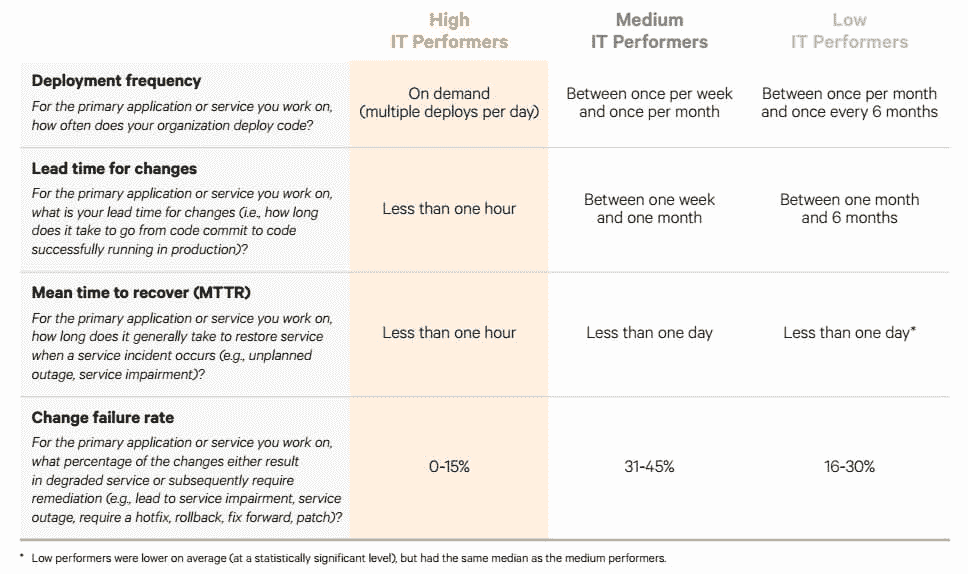 High
IT Performers
Medium
IT Performers
Low
IT Performers
Deployment frequency
For the primary application or service you work on,
how often does your organization deploy code?
On demand
(multiple deploys per day)
Between once per week
and once per month
Between once per month
and once every 6 months
Lead time for changes
For the primary application or service you work on,
what is your lead time for changes (i.e., how long
does it take to go from code commit to code
successfully running in production)?
Less than one hour
Between one week
and one month
Between one month
and 6 months
Mean time to recover (MTTR)
For the primary application or service you work on,
how long does it generally take to restore service
when a service incident occurs (e.g., unplanned
outage, service impairment)?
Less than one hour
Less than one day
Less than one day*
Change failure rate
For the primary application or service you work on,
what percentage of the changes either result
in degraded service or subsequently require
remediation (e.g., lead to service impairment, service
outage, require a hotfix, rollback, fix forward, patch)?
0-15%
31-45%
16-30%
* Low performers were lower on average (at a statistically significant level), but had the same median as the medium performers.